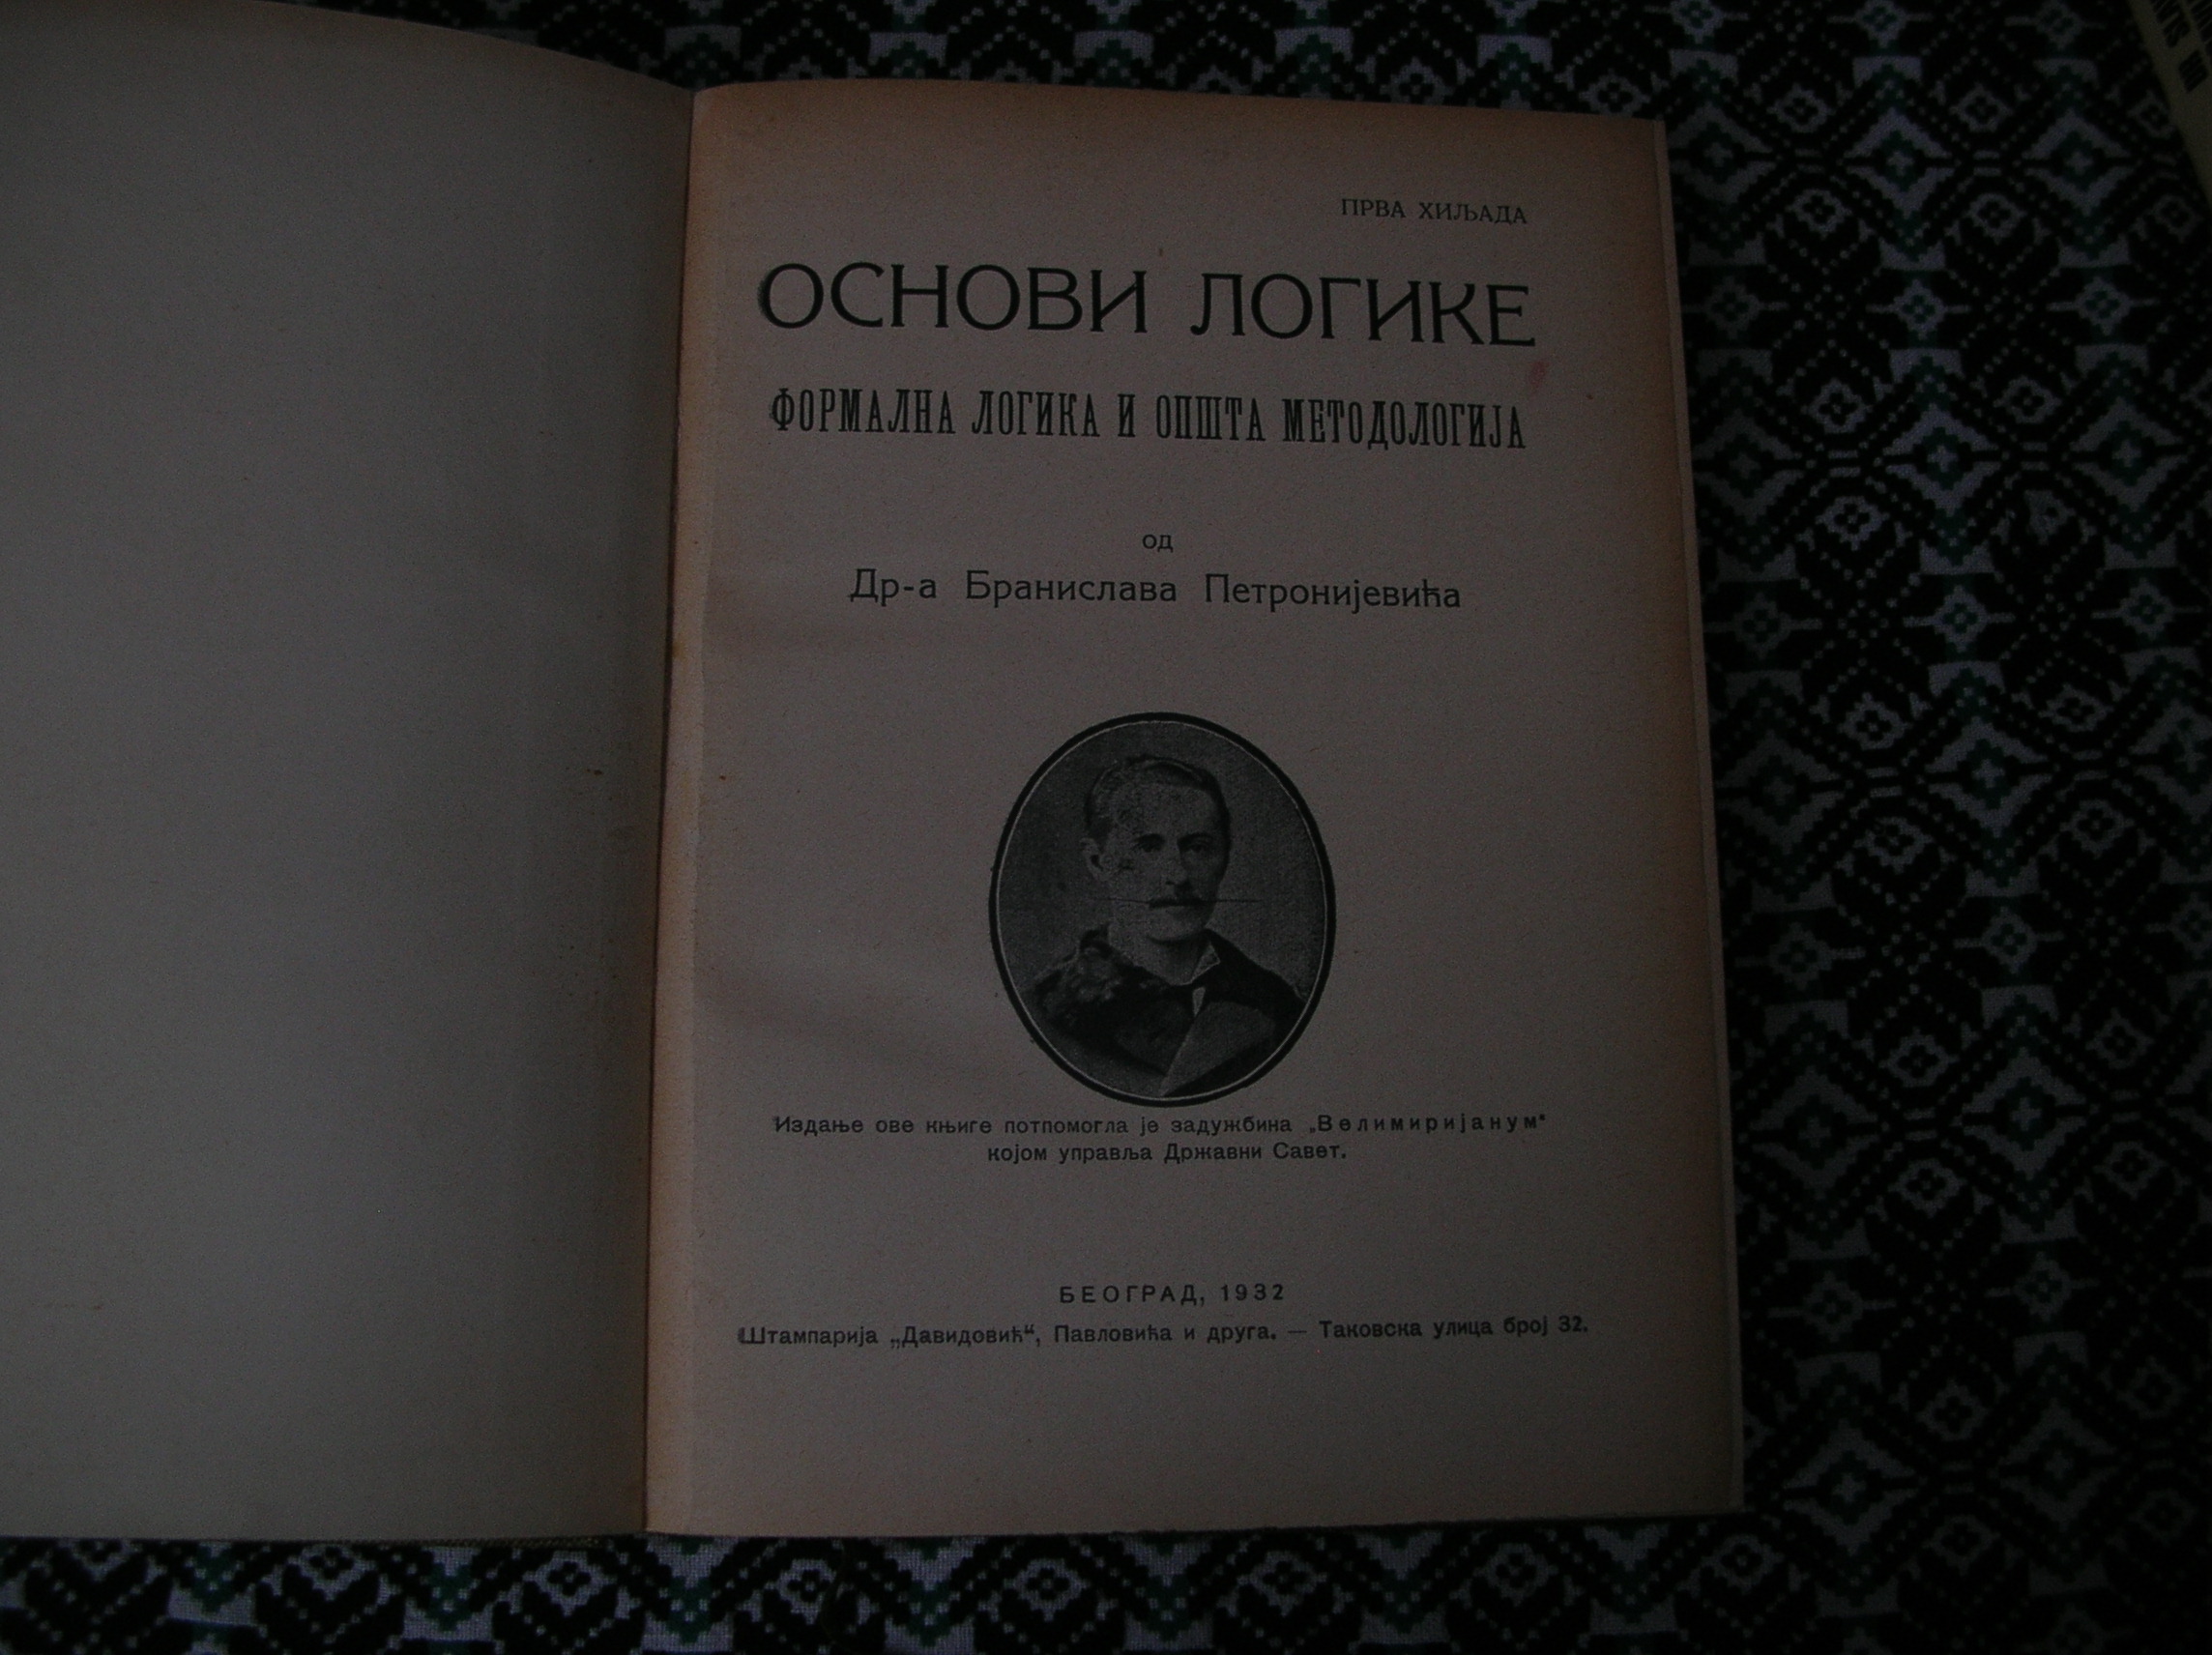 ПРВА ХИЉАДА
ОСНОВИ ЛОГИКЕ
ФОРМАЛНА ЛОГИКА И ОПШТА МЕТОДОЛОГИЈА
од
Др-а Бранислава Петронијевића
Издање ове књиге потпомогла је задужбина „Велимиријанум“
којом управља Државни Савет.
БЕОГРАД, 1932
Штампарија „Давидовић“, Павловића и друга. — Таковска улица број 32.